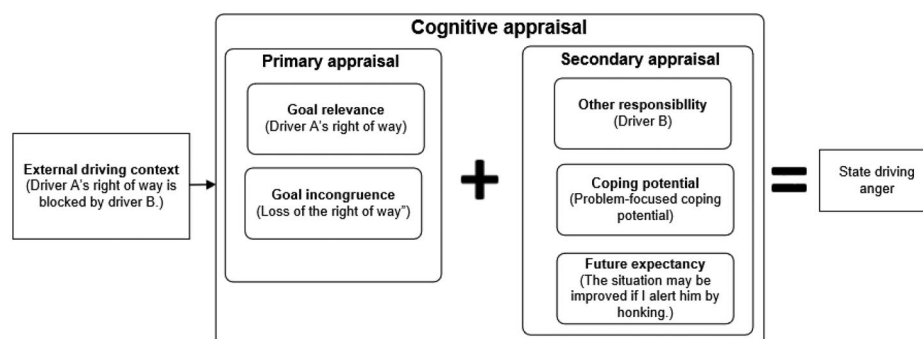 Cognitive appraisal
Primary appraisal
Goal relevance
(Driver A's right of way)
Goal incongruence
(Loss of the right of way”)
External driving context
(Driver A's right of way is
blocked by driver B.)
+
Secondary appraisal
Other responsibility
(Driver B)
Coping potential
(Problem-focused coping
potential)
Future expectancy
(The situation may be
improved if I alert him by
honking.)
=
State driving
anger